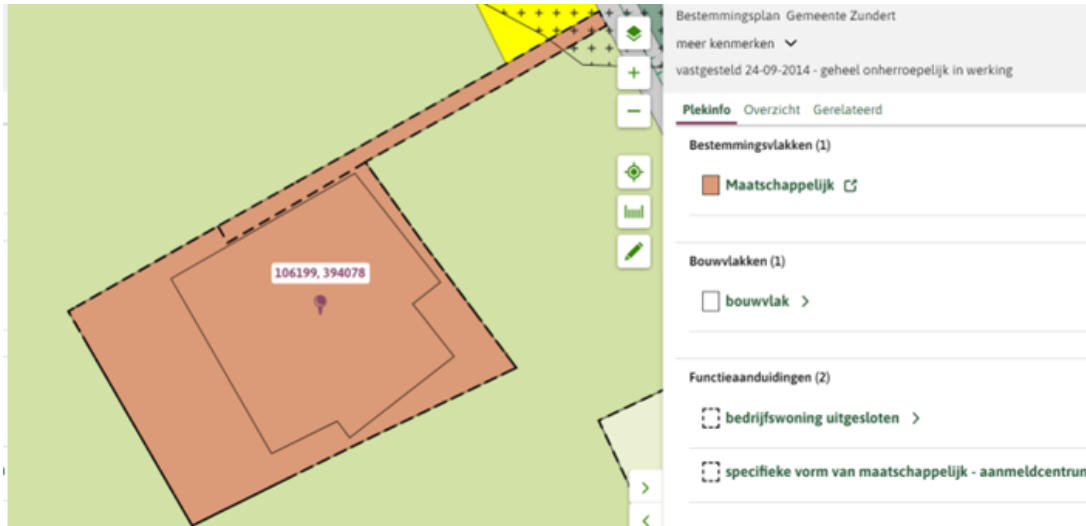 Bestemmingsplan Gemeente Zundert
meer kenmerken
vastgesteld 24-09-2014 - geheel onherroepelijk in werking
Plekinfo Overzicht Gerelateerd
Bestemmingsvlakken (1)
Maatschappelijk
Bouwvlakken (1)
bouwvlak
Functieaanduidingen (2)
bedrijfswoning uitgesloten
specifieke vorm van maatschappelijk - aanmeldcentrum
106199, 394078